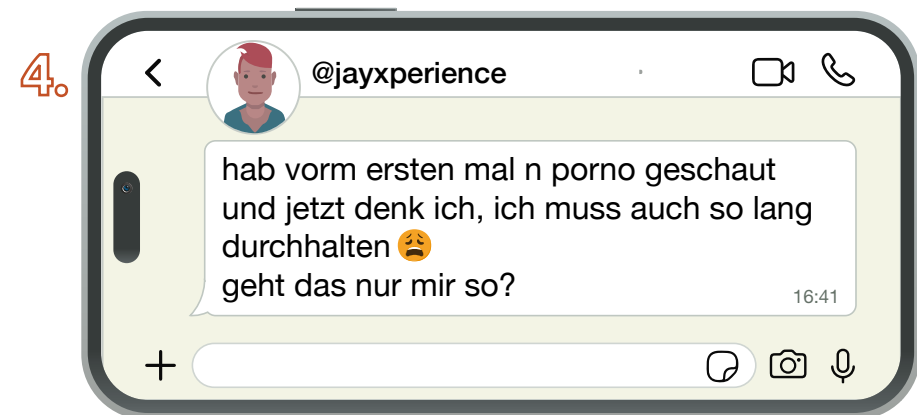 4.
@jayxperience
hab vorm ersten mal n porno geschaut
und jetzt denk ich, ich muss auch so lang
durchhalten 😩
geht das nur mir so?
16:41